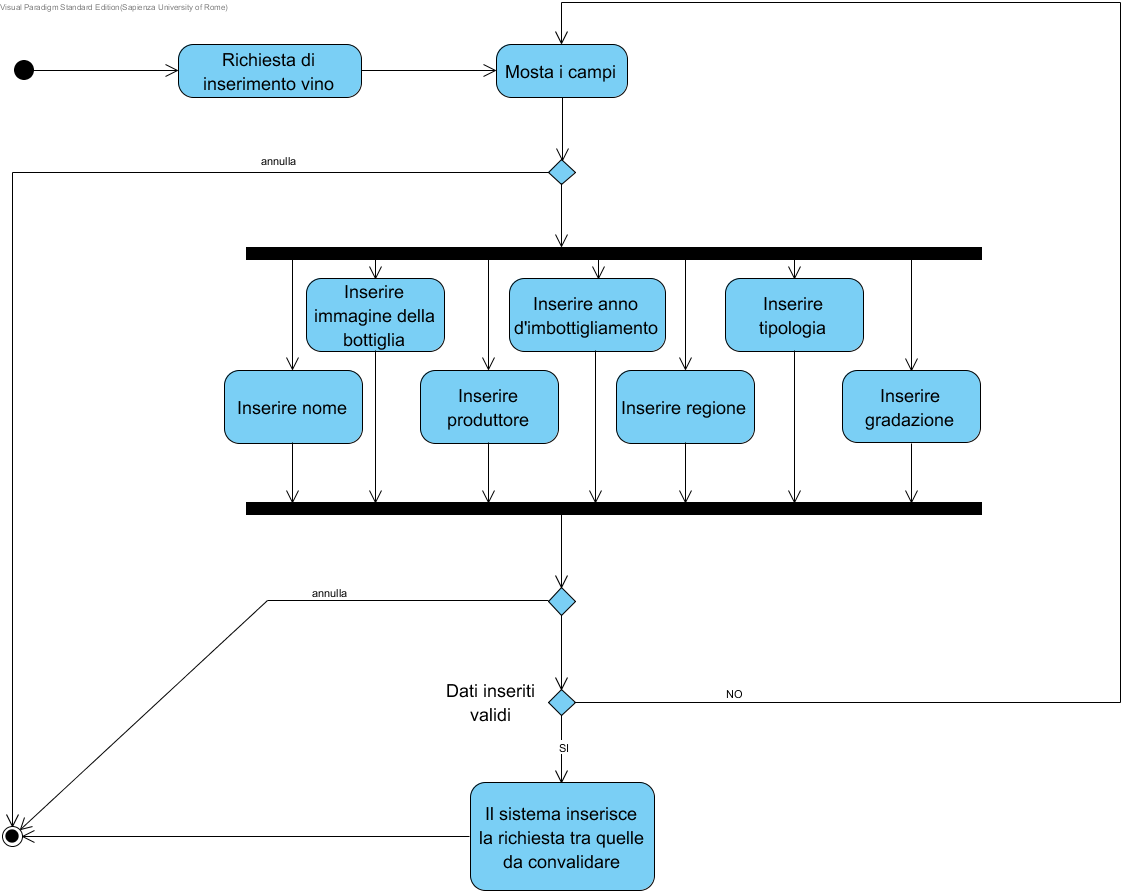 Visual Paradigm Standard Edition(Sapienza University of Rome)
Richiesta di
inserimento vino
Mosta i campi
annulla
Inserire
immagine della
bottiglia
Inserire anno
d'imbottigliamento
Inserire
tipologia
Inserire nome
Inserire
produttore
Inserire regione
Inserire
gradazione
annulla
Dati inseriti
validi
NO
SI
Il sistema inserisce
la richiesta tra quelle
da convalidare